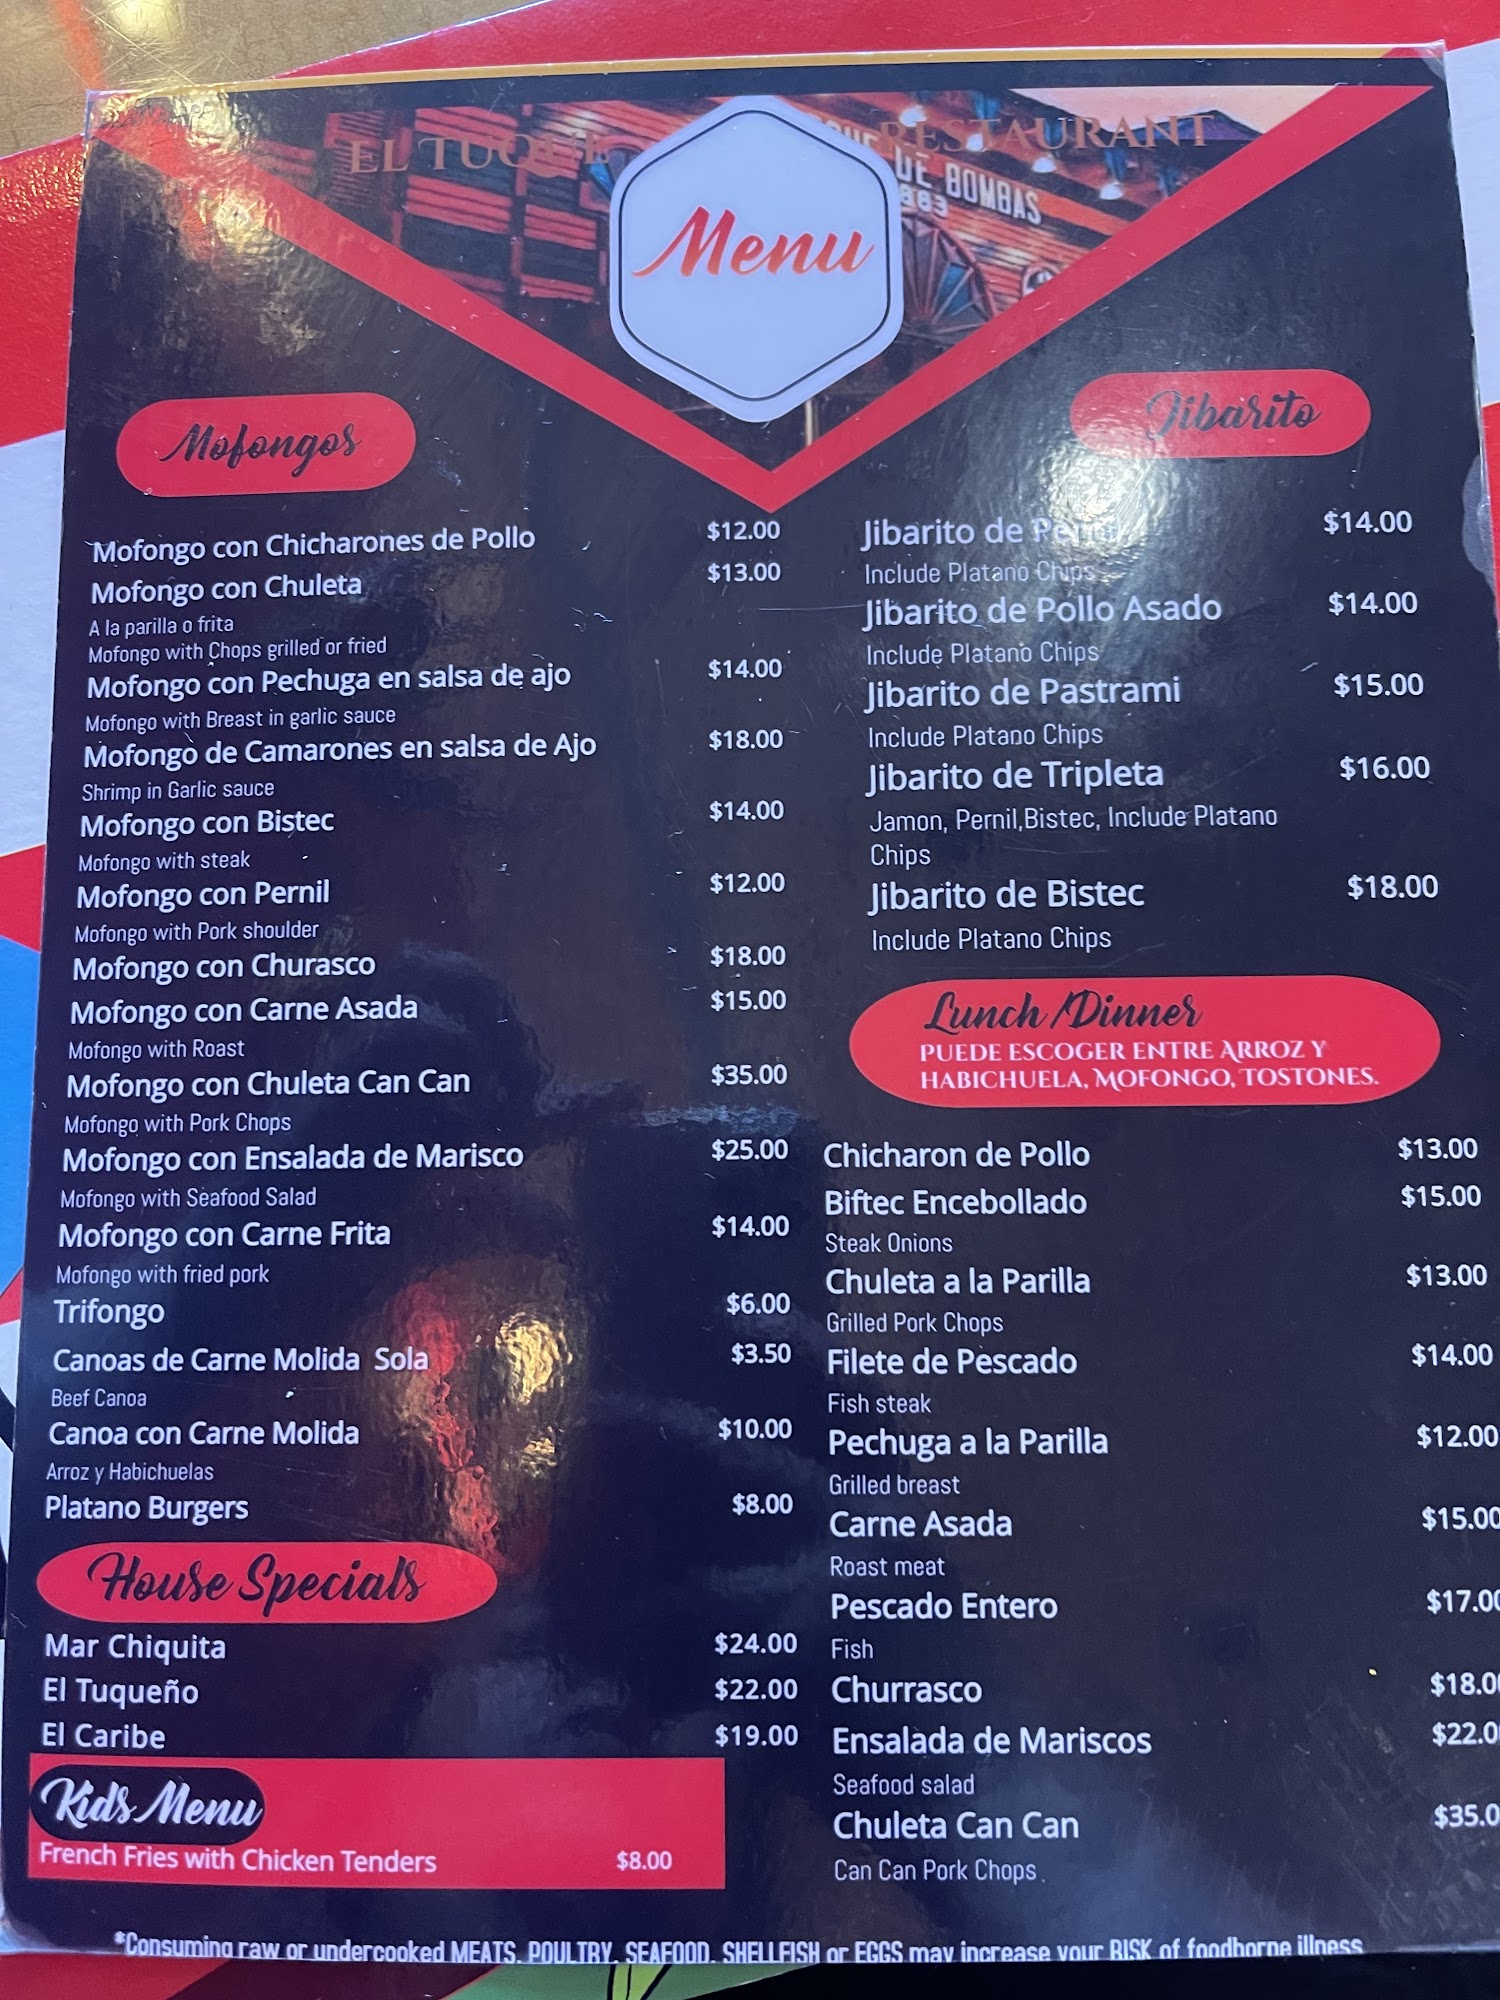 EL TUQUE RESTAURANT
DE BOMBAS
Menu
Mofongos
Mofongo con Chicharones de Pollo $12.00
Mofongo con Chuleta $13.00
A la parilla o frita
Mofongo with Chops grilled or fried
Mofongo con Pechuga en salsa de ajo $14.00
Mofongo with Breast in garlic sauce
Mofongo de Camarones en salsa de Ajo $18.00
Shrimp in Garlic sauce
Mofongo con Bistec $14.00
Mofongo with steak
Mofongo con Pernil $12.00
Mofongo with Pork shoulder
Mofongo con Churasco $18.00
Mofongo con Carne Asada $15.00
Mofongo with Roast
Mofongo con Chuleta Can Can $35.00
Mofongo with Pork Chops
Mofongo con Ensalada de Marisco $25.00
Mofongo with Seafood Salad
Mofongo con Carne Frita $14.00
Mofongo with fried pork
Trifongo $6.00
Canoas de Carne Molida Sola $3.50
Beef Canoa
Canoa con Carne Molida $10.00
Arroz y Habichuelas
Platano Burgers $8.00
House Specials
Mar Chiquita $24.00
El Tuqueño $22.00
El Caribe $19.00
Kids Menu
French Fries with Chicken Tenders $8.00
Jibarito
Jibarito de Pernil $14.00
Include Platano Chips
Jibarito de Pollo Asado $14.00
Include Platano Chips
Jibarito de Pastrami $15.00
Include Platano Chips
Jibarito de Tripleta $16.00
Jamon, Pernil,Bistec, Include Platano
Chips
Jibarito de Bistec $18.00
Include Platano Chips
Lunch/Dinner
PUEDE ESCOGER ENTRE ARROZ Y
HABICHUELA, MOFONGO, TOSTONES.
Chicharon de Pollo $13.00
Biftec Encebollado $15.00
Steak Onions
Chuleta a la Parilla $13.00
Grilled Pork Chops
Filete de Pescado $14.00
Fish steak
Pechuga a la Parilla $12.00
Grilled breast
Carne Asada $15.00
Roast meat
Pescado Entero $17.00
Fish
Churrasco $18.0
Ensalada de Mariscos $22.0
Seafood salad
Chuleta Can Can $35.0
Can Can Pork Chops
*Consuming raw or undercooked MEATS, POULTRY, SEAFOOD, SHELLFISH or EGGS may increase your RISK of foodborne illness